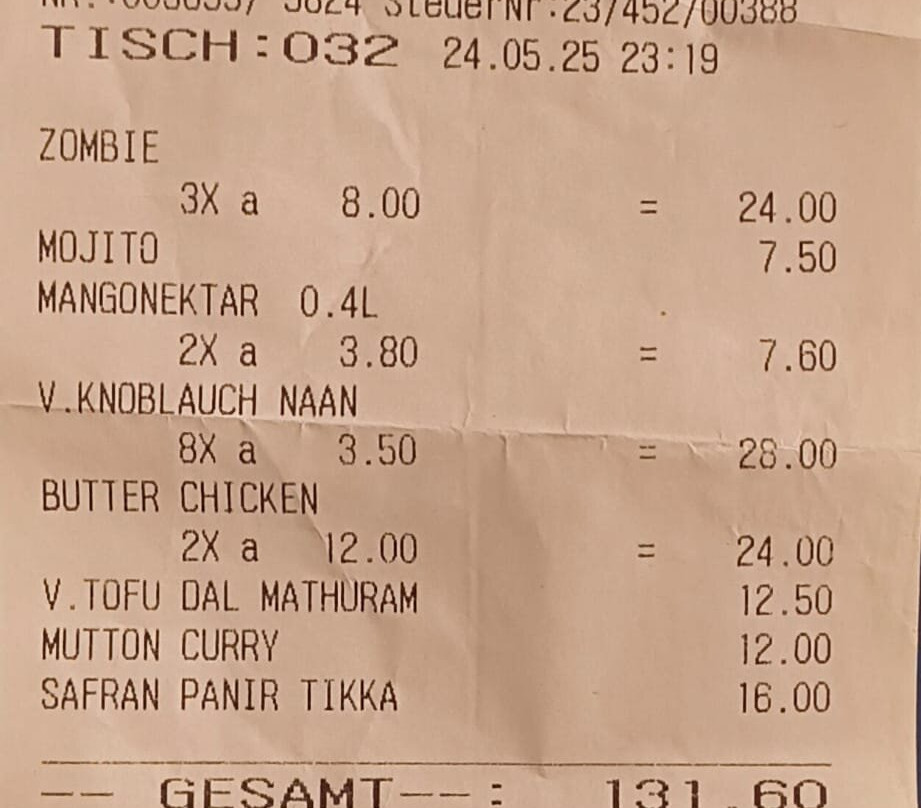 SteuerNr:237452700388
TISCH:032 24.05.25 23:19
ZOMBIE
3X a 8.00 = 24.00
MOJITO 7.50
MANGONEKTAR 0.4L
2X a 3.80 = 7.60
V.KNOBLAUCH NAAN
8X a 3.50 = 28.00
BUTTER CHICKEN
2X a 12.00 = 24.00
V.TOFU DAL MATHURAM 12.50
MUTTON CURRY 12.00
SAFRAN PANIR TIKKA 16.00
-- GESAMT--: 131.60